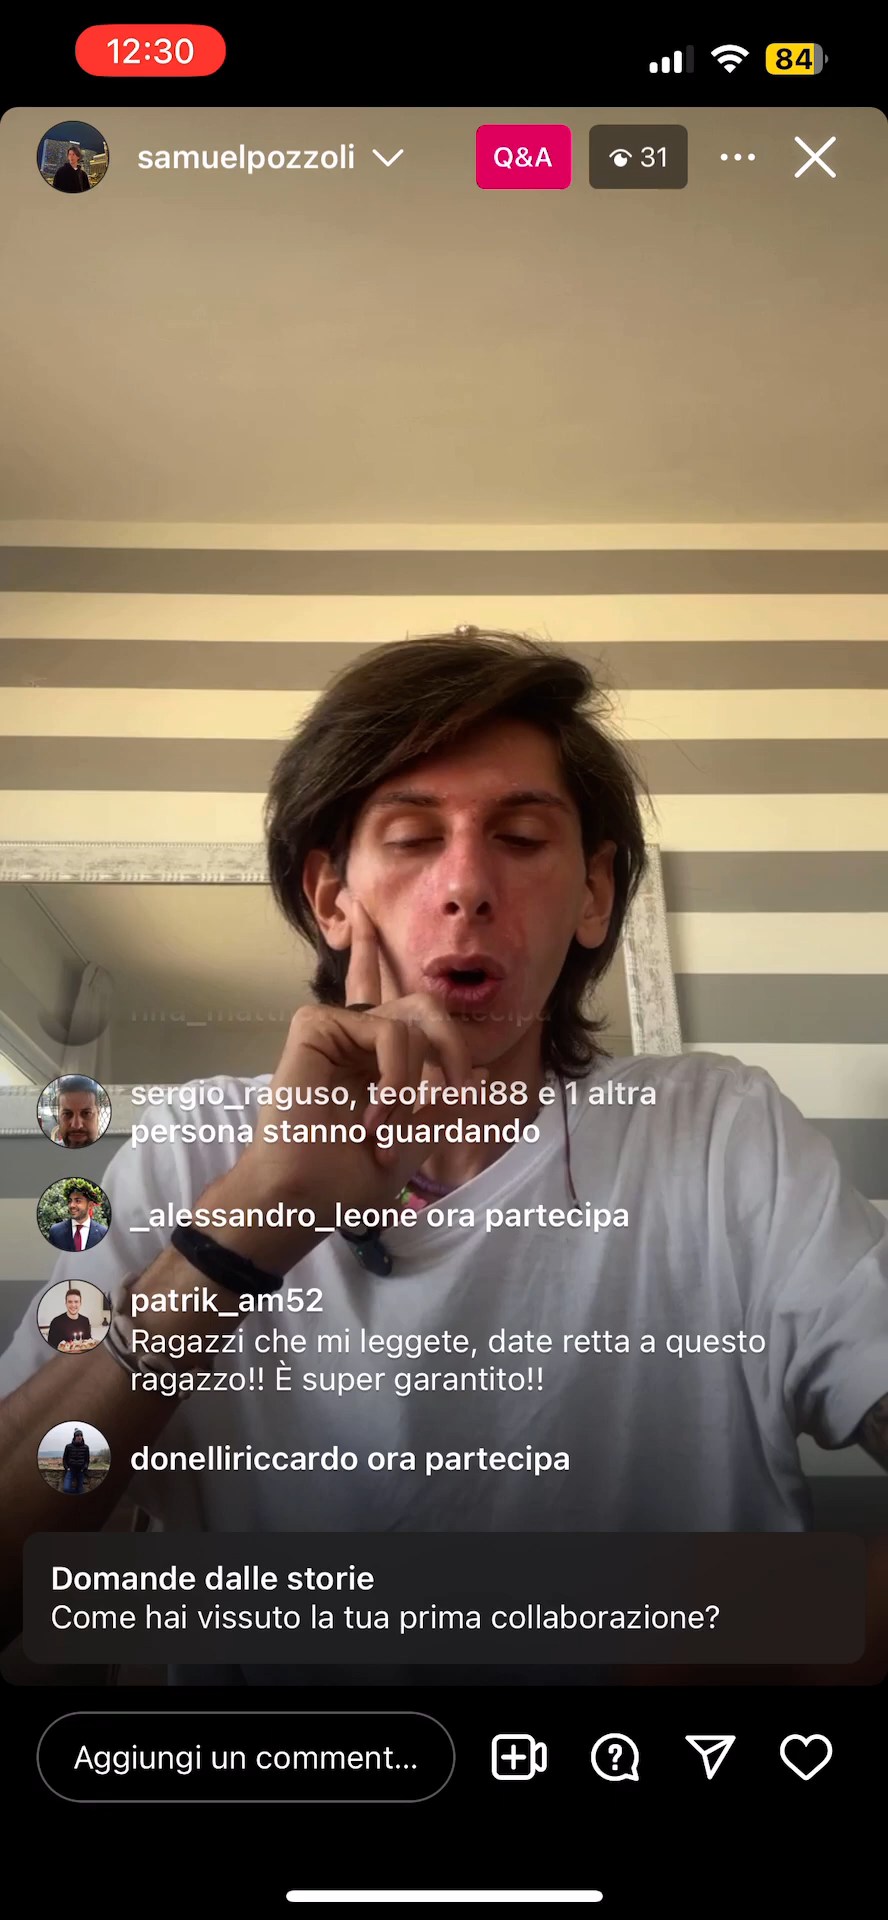 12:30
84
samuelpozzoli
Q&A
31
sergio_raguso, teofreni88 e 1 altra
persona stanno guardando
_alessandro_leone ora partecipa
patrik_am52
Ragazzi che mi leggete, date retta a questo
ragazzo!! È super garantito!!
donelliriccardo ora partecipa
Domande dalle storie
Come hai vissuto la tua prima collaborazione?
Aggiungi un comment...